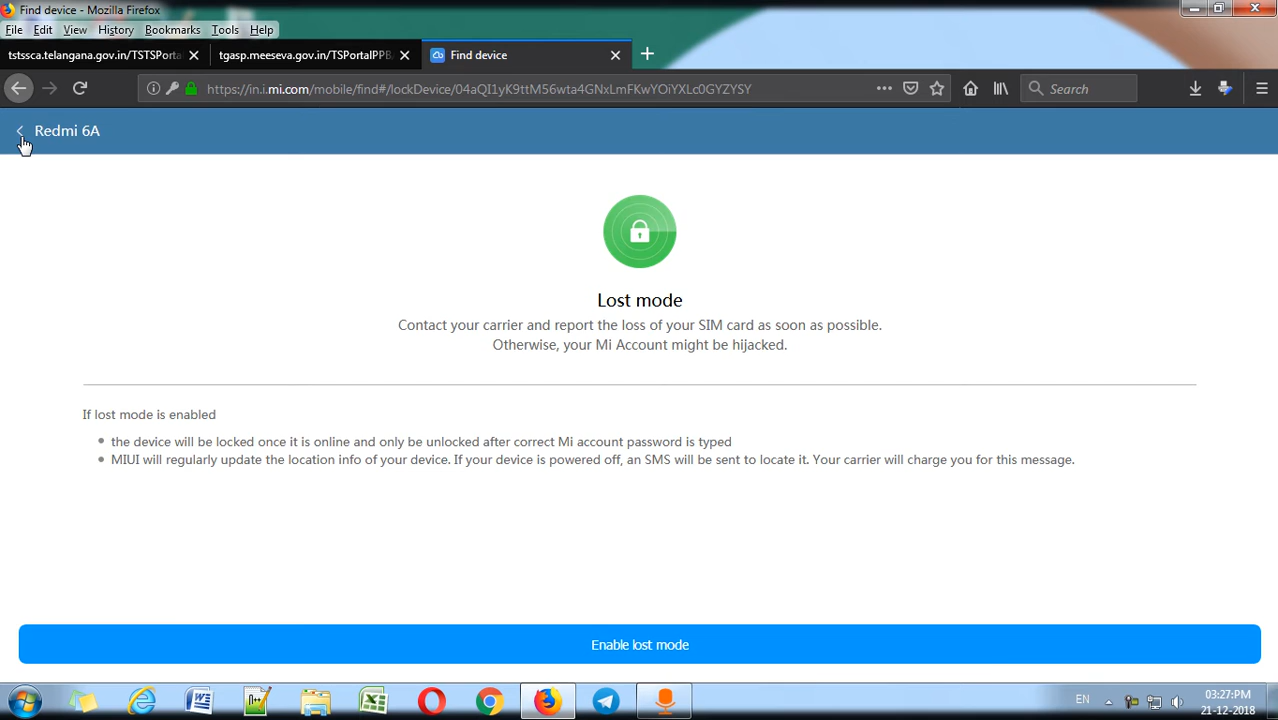 Find device - Mozilla Firefox
File Edit View History Bookmarks Tools Help
tstssca.telangana.gov.in/TSTSPorta
tgasp.meeseva.gov.in/TSPortalPPB
Find device
https://in.i.mi.com/mobile/find#/lockDevice/04aQI1yK9ttM56wta4GNxLmFKwYOiYXLc0GYZYSY
Search
Redmi 6A
Lost mode
Contact your carrier and report the loss of your SIM card as soon as possible.
Otherwise, your Mi Account might be hijacked.
If lost mode is enabled
the device will be locked once it is online and only be unlocked after correct Mi account password is typed
MIUI will regularly update the location info of your device. If your device is powered off, an SMS will be sent to locate it. Your carrier will charge you for this message.
Enable lost mode
EN
03:27:PM
21-12-2018